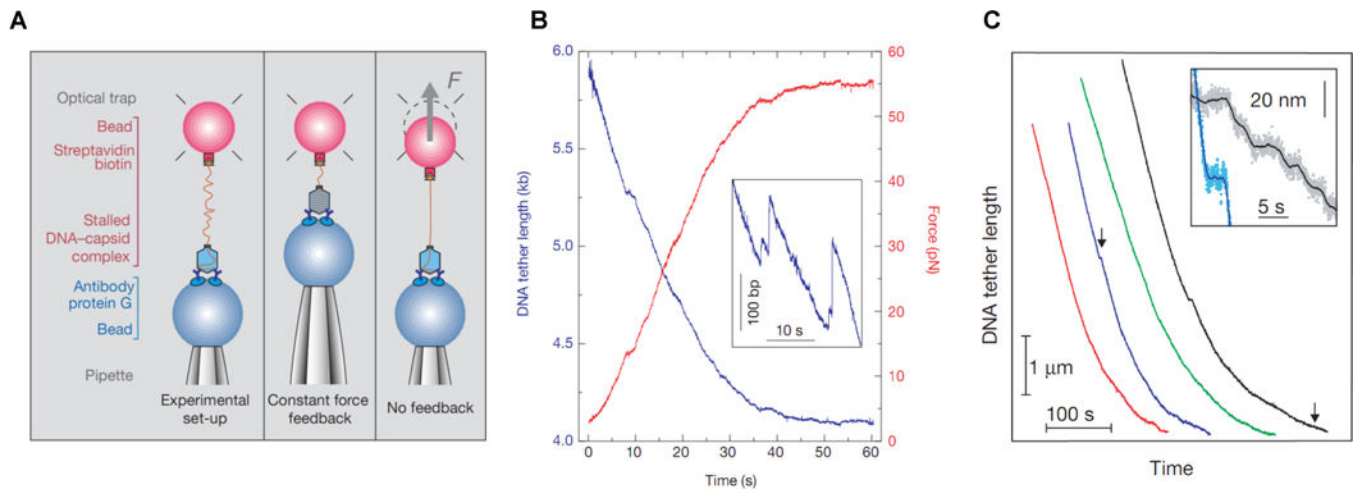 A
Optical trap
Bead
Streptavidin
biotin
Stalled
DNA–capsid
complex
Antibody
protein G
Bead
Pipette
F
Experimental
set-up
Constant force
feedback
No feedback
B
DNA tether length (kb)
6.0
5.5
5.0
4.5
4.0
0
10
20
30
40
50
60
Time (s)
60
50
40
30
20
10
0
Force (pN)
100 bp
10 s
C
DNA tether length
1 μm
100 s
Time
20 nm
5 s